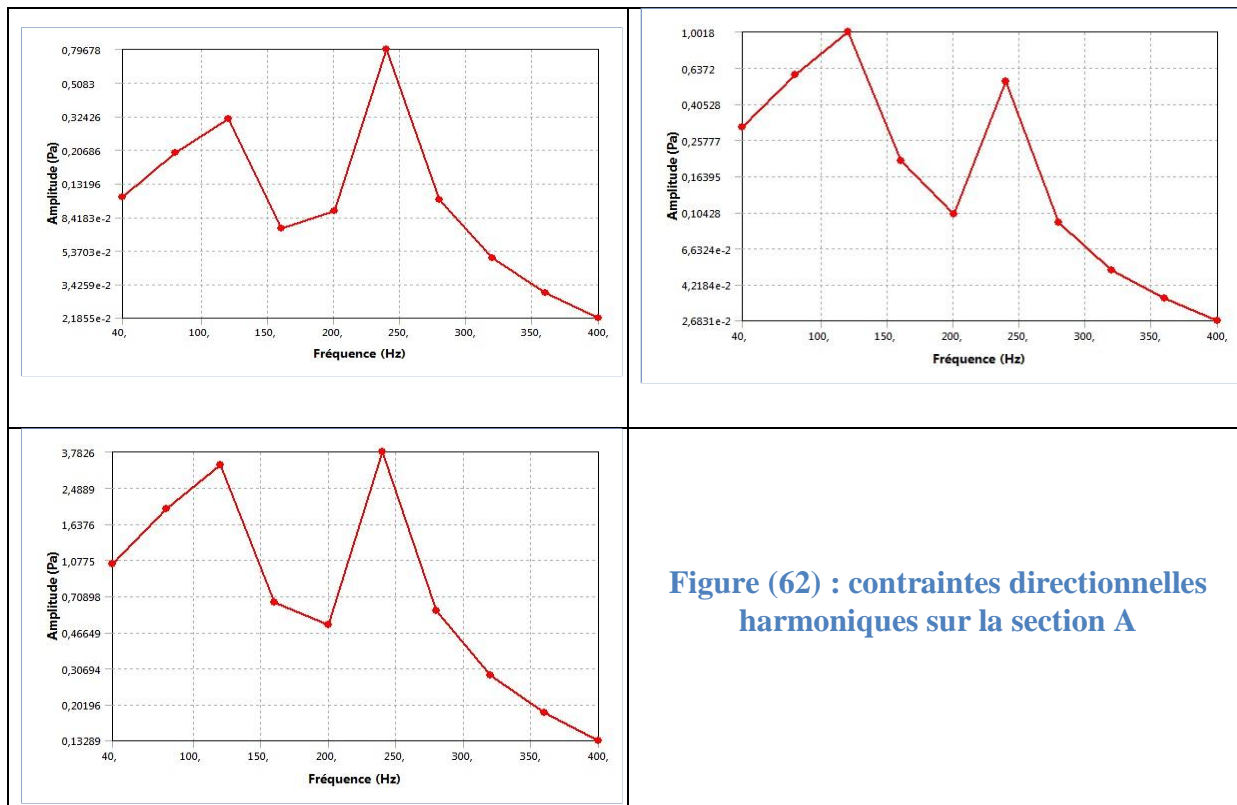 0,79678
0,5083
0,32426
0,20686
0,13196
8,4183e-2
5,3703e-2
3,4259e-2
2,1855e-2
Amplitude (Pa)
40, 100, 150, 200, 250, 300, 350, 400,
Fréquence (Hz)
1,0018
0,6372
0,40528
0,25777
0,16395
0,10428
6,6324e-2
4,2184e-2
2,6831e-2
Amplitude (Pa)
40, 100, 150, 200, 250, 300, 350, 400,
Fréquence (Hz)
3,7826
2,4889
1,6376
1,0775
0,70898
0,46649
0,30694
0,20196
0,13289
Amplitude (Pa)
40, 100, 150, 200, 250, 300, 350, 400,
Fréquence (Hz)
Figure (62) : contraintes directionnelles
harmoniques sur la section A